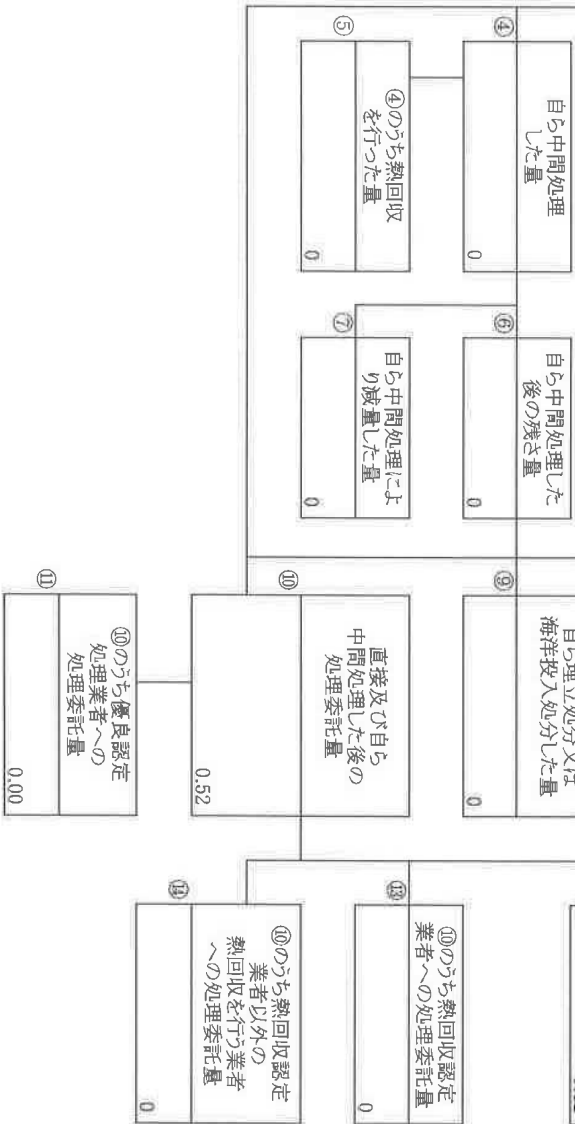 ④
自ら中間処理
した量
0
⑤
④のうち熱回収
を行った量
0
⑥
自ら中間処理した
後の残さ量
0
⑦
自ら中間処理によ
り減量した量
0
⑨
自ら埋立処分又は
海洋投入処分した量
0
⑩
直接及び自ら
中間処理した後の
処理委託量
0.52
⑪
⑩のうち優良認定
処理業者への
処理委託量
0.00
⑬
⑩のうち熱回収認定
業者への処理委託量
0
⑭
⑩のうち熱回収認定
業者以外の
熱回収を行う業者
への処理委託量
0